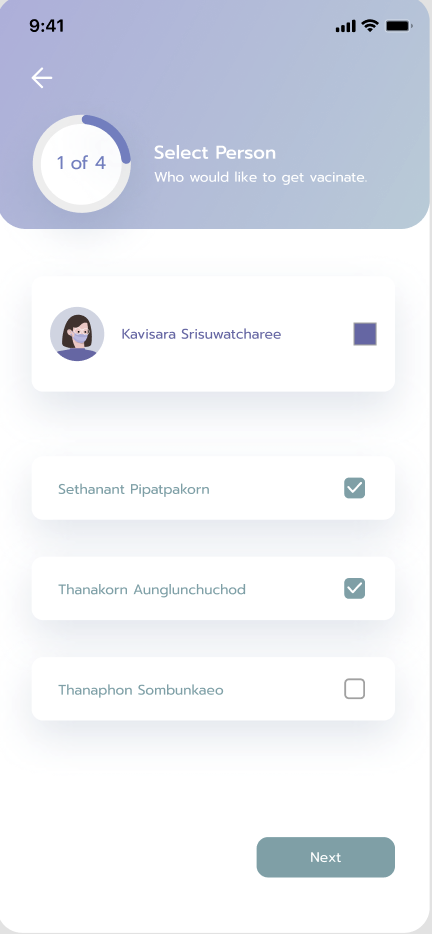 9:41
1 of 4
Select Person
Who would like to get vacinate.
Kavisara Srisuwatcharee
Sethanant Pipatpakorn
Thanakorn Aunglunchuchod
Thanaphon Sombunkaeo
Next